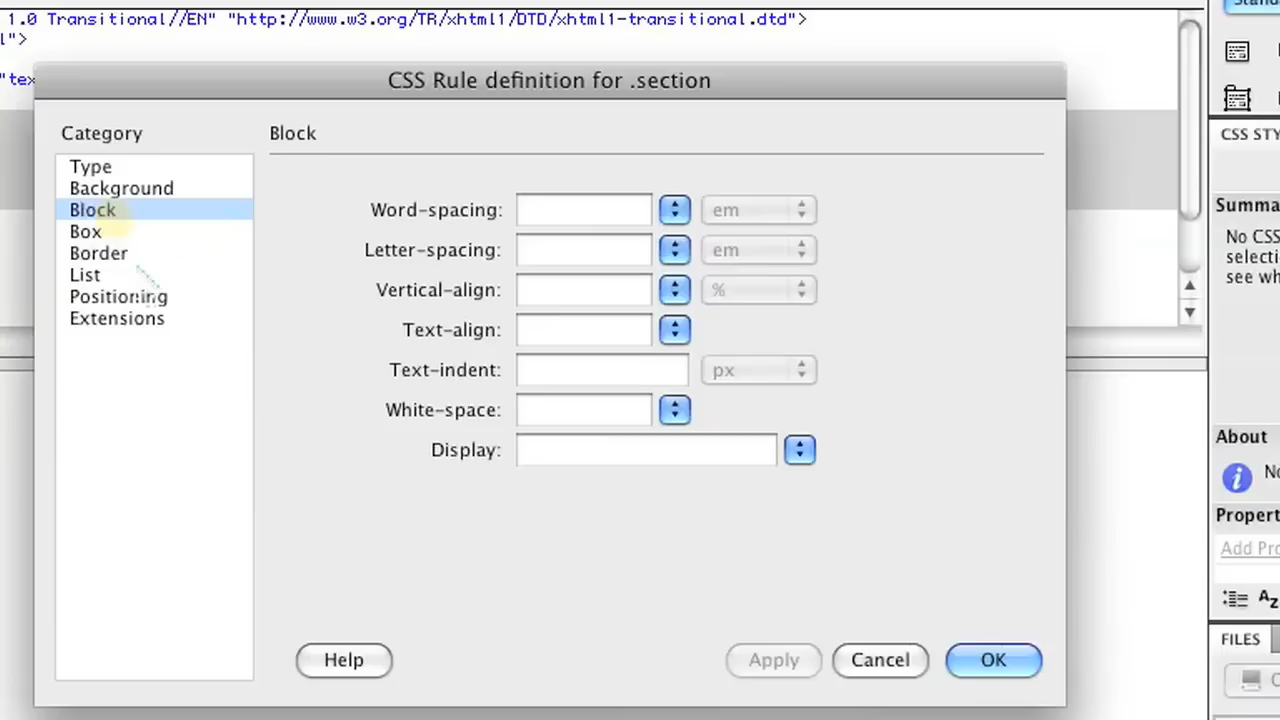 1.0 Transitional//EN" "http://www.w3.org/TR/xhtml1/DTD/xhtml1-transitional.dtd">
l">
"tex
CSS Rule definition for .section
Category
Type
Background
Block
Box
Border
List
Positioning
Extensions
Block
Word-spacing: em
Letter-spacing: em
Vertical-align: %
Text-align:
Text-indent: px
White-space:
Display:
Help
Apply
Cancel
OK
CSS STY
Summa
No CSS
selecti
see wh
About
i No
Propert
Add Pro
AZ
FILES